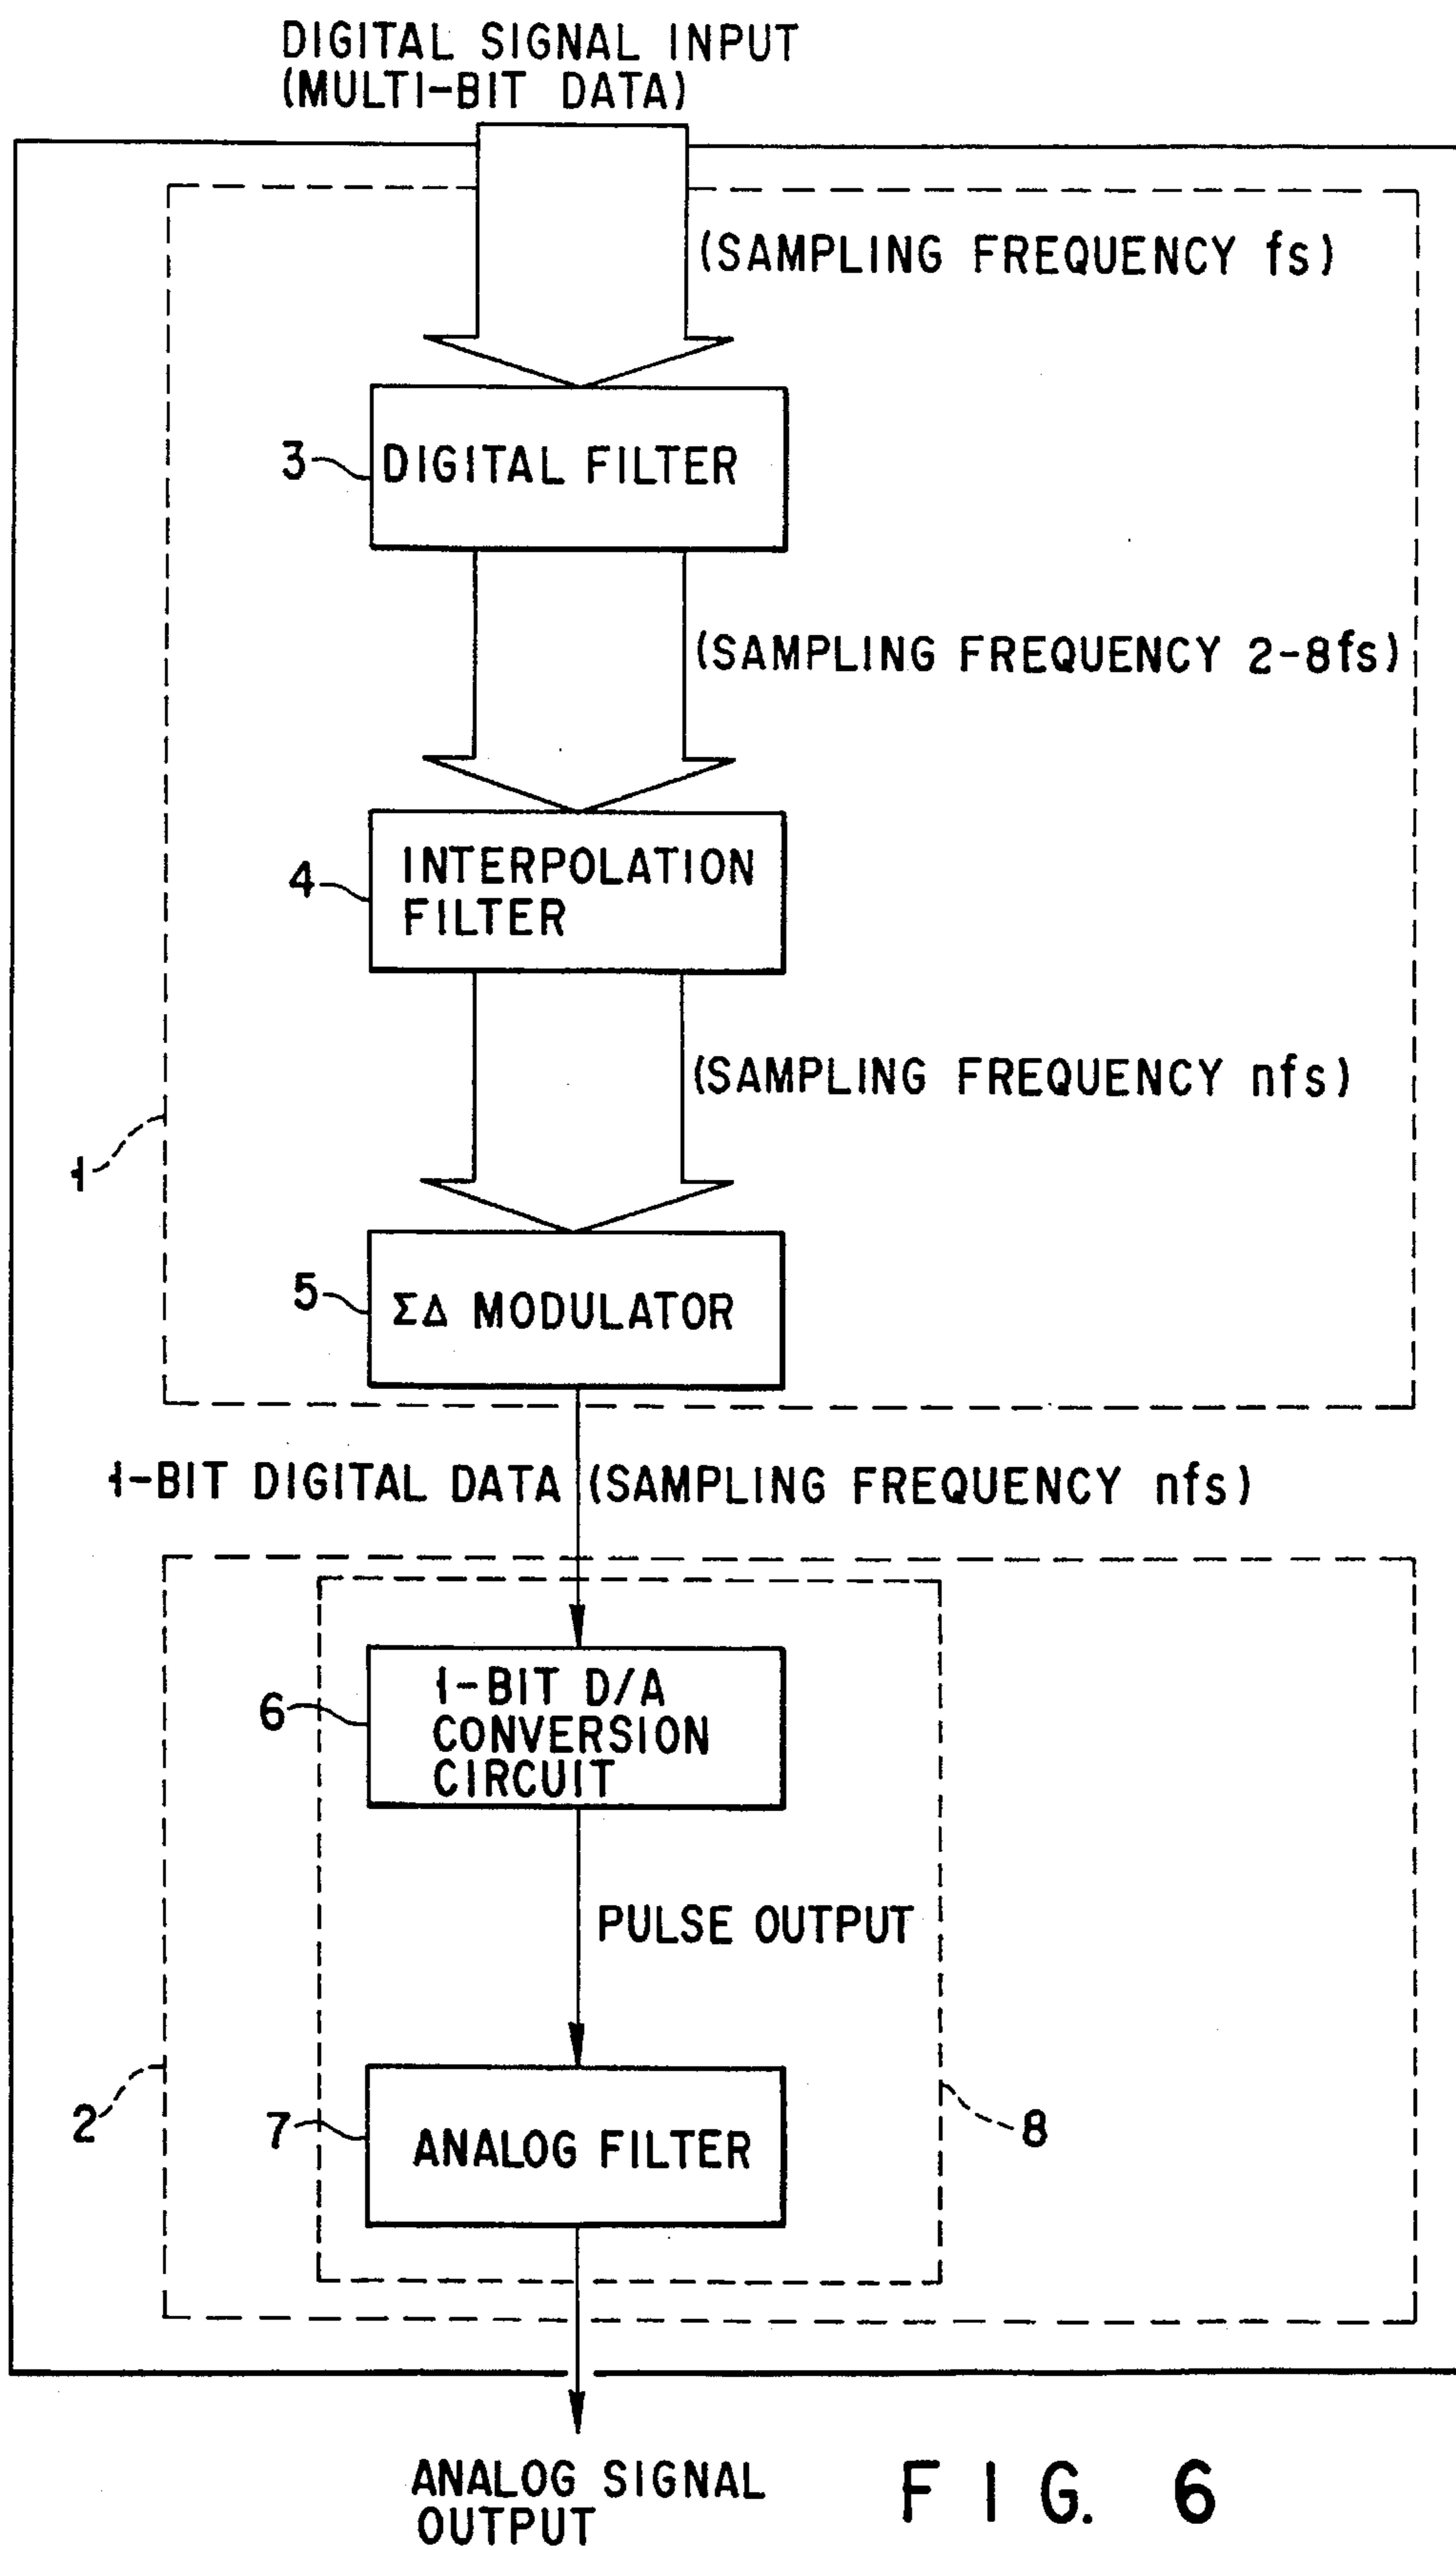 DIGITAL SIGNAL INPUT
(MULTI-BIT DATA)
(SAMPLING FREQUENCY fs)
3
DIGITAL FILTER
(SAMPLING FREQUENCY 2-8fs)
4
INTERPOLATION
FILTER
(SAMPLING FREQUENCY nfs)
1
5
ΣΔ MODULATOR
1-BIT DIGITAL DATA (SAMPLING FREQUENCY nfs)
6
1-BIT D/A
CONVERSION
CIRCUIT
PULSE OUTPUT
2
7
ANALOG FILTER
8
ANALOG SIGNAL
OUTPUT
FIG. 6